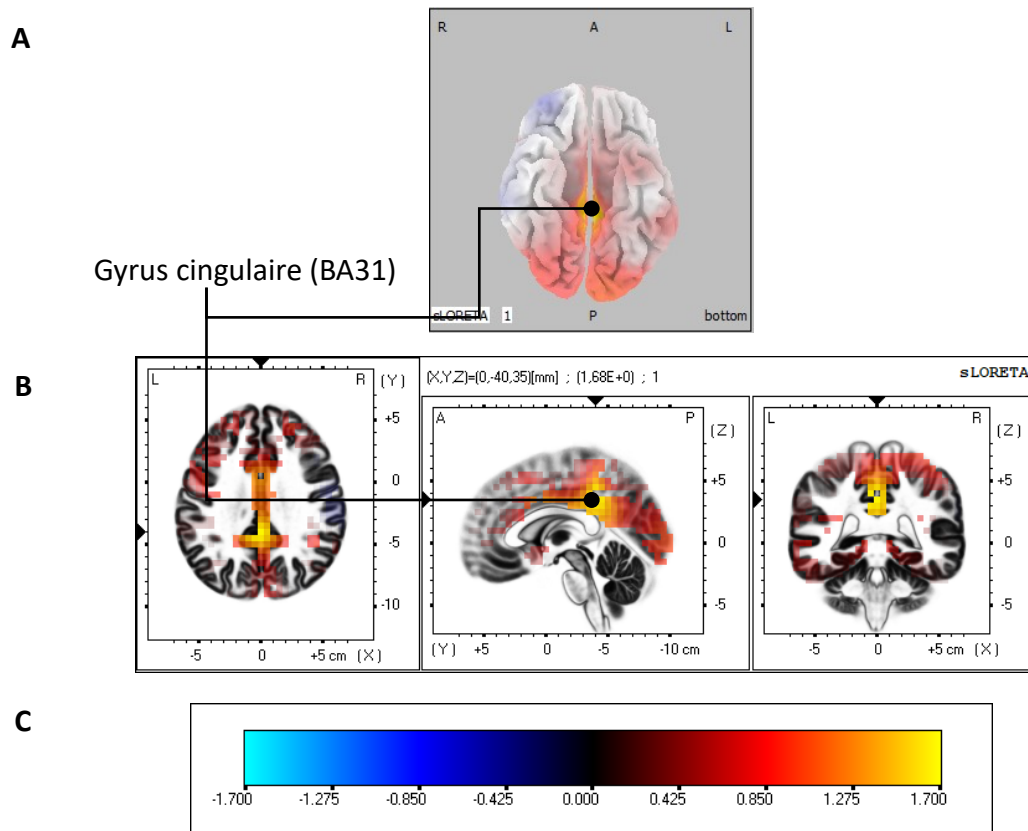 A
R A L
Gyrus cingulaire (BA31)
sLORETA 1 P bottom
B
L R (Y)
+5
0
-5
-10
-5 0 +5 cm (X)
(X,Y,Z)=(0,-40,35)[mm] ; (1,68E+0) ; 1 sLORETA
A P (Z)
+5
0
-5
(Y) +5 0 -5 -10 cm
L R (Z)
+5
0
-5
-5 0 +5 cm (X)
C
-1.700 -1.275 -0.850 -0.425 0.000 0.425 0.850 1.275 1.700